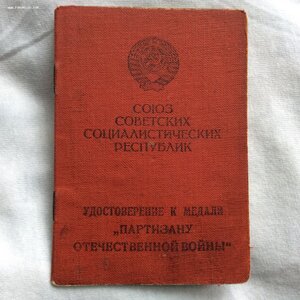 СОЮЗ
СОВЕТСКИХ
СОЦИАЛИСТИЧЕСКИХ
РЕСПУБЛИК
УДОСТОВЕРЕНИЕ К МЕДАЛИ
„ПАРТИЗАНУ
ОТЕЧЕСТВЕННОЙ ВОЙНЫ"